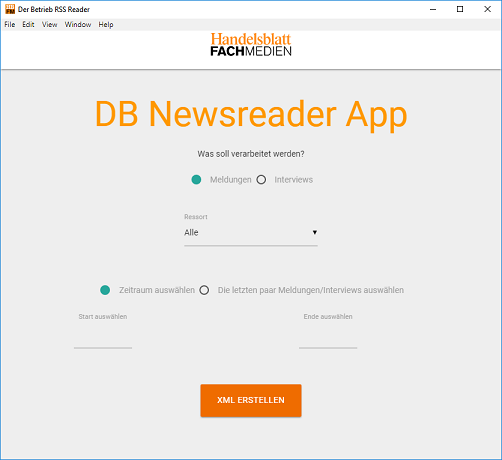 Der Betrieb RSS Reader
File Edit View Window Help
Handelsblatt
FACHMEDIEN
DB Newsreader App
Was soll verarbeitet werden?
Meldungen Interviews
Ressort
Alle
Zeitraum auswählen Die letzten paar Meldungen/Interviews auswählen
Start auswählen Ende auswählen
XML ERSTELLEN